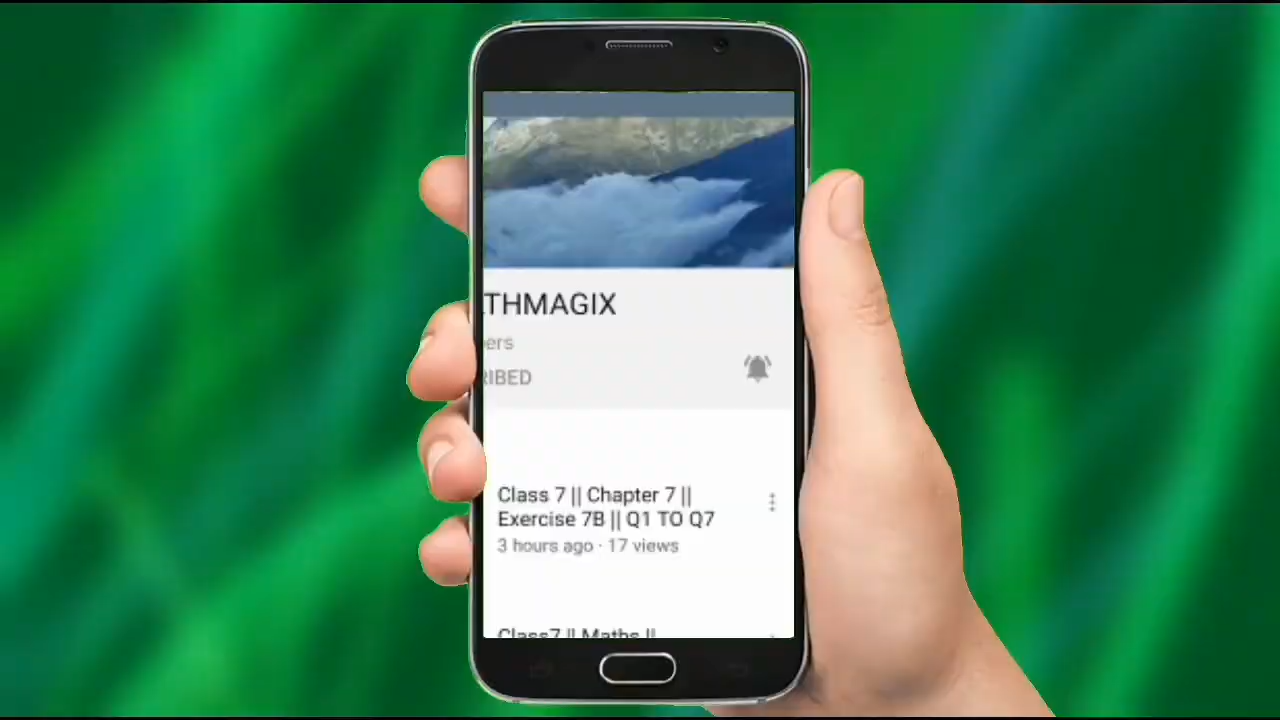 THMAGIX
ers
RIBED
Class 7 || Chapter 7 ||
Exercise 7B || Q1 TO Q7
3 hours ago · 17 views
Class7 || Maths ||